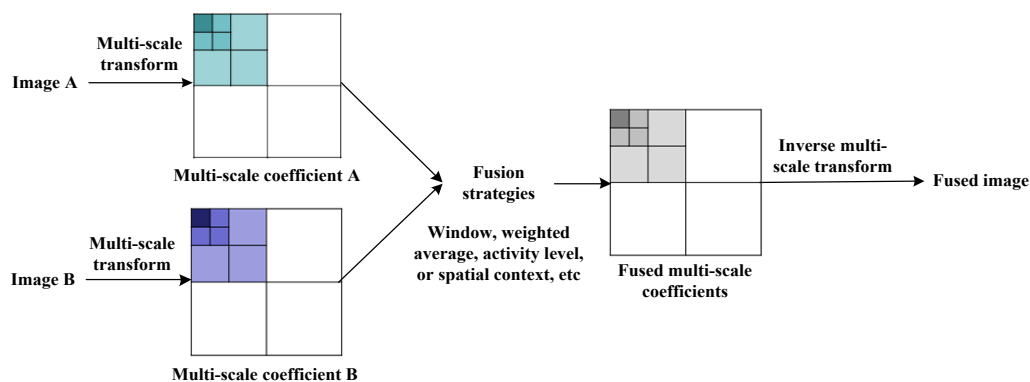 Image A
Multi-scale
transform
Multi-scale coefficient A
Image B
Multi-scale
transform
Multi-scale coefficient B
Fusion
strategies
Window, weighted
average, activity level,
or spatial context, etc
Fused multi-scale
coefficients
Inverse multi-
scale transform
Fused image